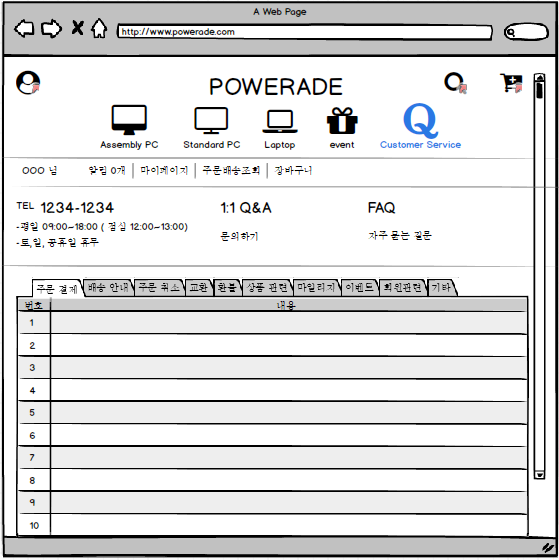 A Web Page
http://www.powerade.com
POWERADE
Assembly PC
Standard PC
Laptop
event
Q
Customer Service
OOO 님
알림 0개
마이페이지
주문배송조회
장바구니
TEL 1234-1234
-평일 09:00~18:00 ( 점심 12:00~13:00)
-토,일, 공휴일 휴무
1:1 Q&A
문의하기
FAQ
자주 묻는 질문
주문 결제
배송 안내
주문 취소
교환
환불
상품 관련
마일리지
이벤트
회원관련
기타
번호 내용
1
2
3
4
5
6
7
8
9
10